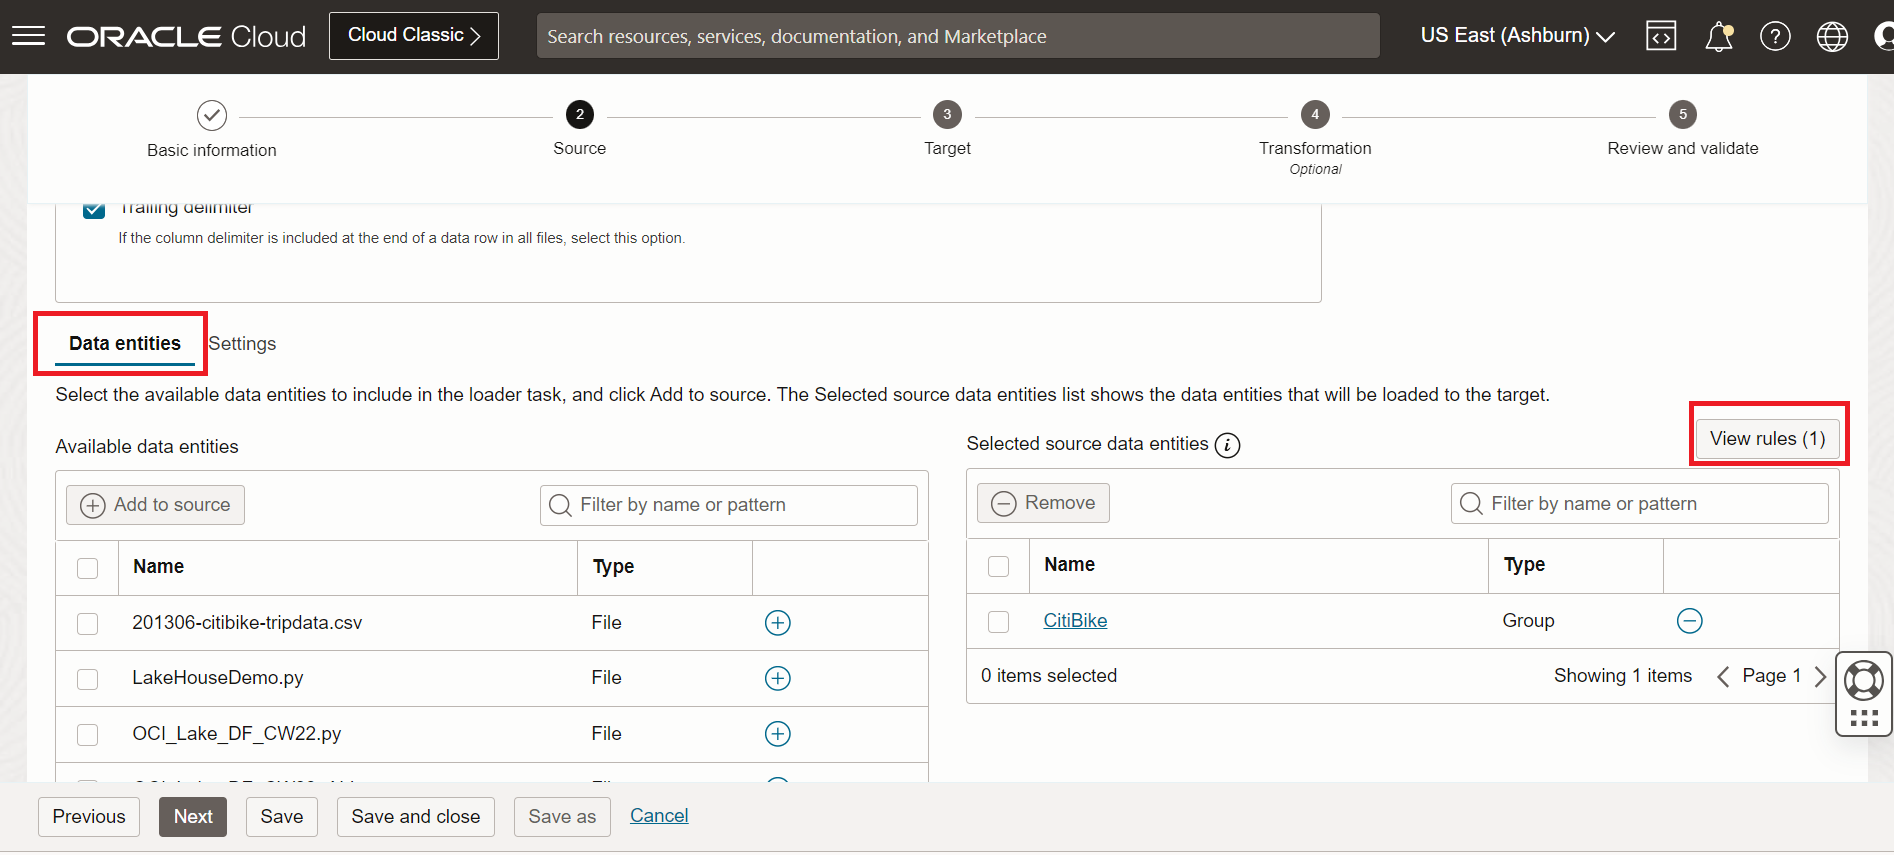 ORACLE Cloud
Cloud Classic
Search resources, services, documentation, and Marketplace
US East (Ashburn)
2
3
4
5
Basic information
Source
Target
Transformation
Review and validate
Optional
Trailing delimiter
If the column delimiter is included at the end of a data row in all files, select this option.
Data entities
Settings
Select the available data entities to include in the loader task, and click Add to source. The Selected source data entities list shows the data entities that will be loaded to the target.
Available data entities
Add to source
Filter by name or pattern
Name
Type
201306-citibike-tripdata.csv
File
LakeHouseDemo.py
File
OCI_Lake_DF_CW22.py
File
Selected source data entities
View rules (1)
Remove
Filter by name or pattern
Name
Type
CitiBike
Group
0 items selected
Showing 1 items
Page 1
Previous
Next
Save
Save and close
Save as
Cancel